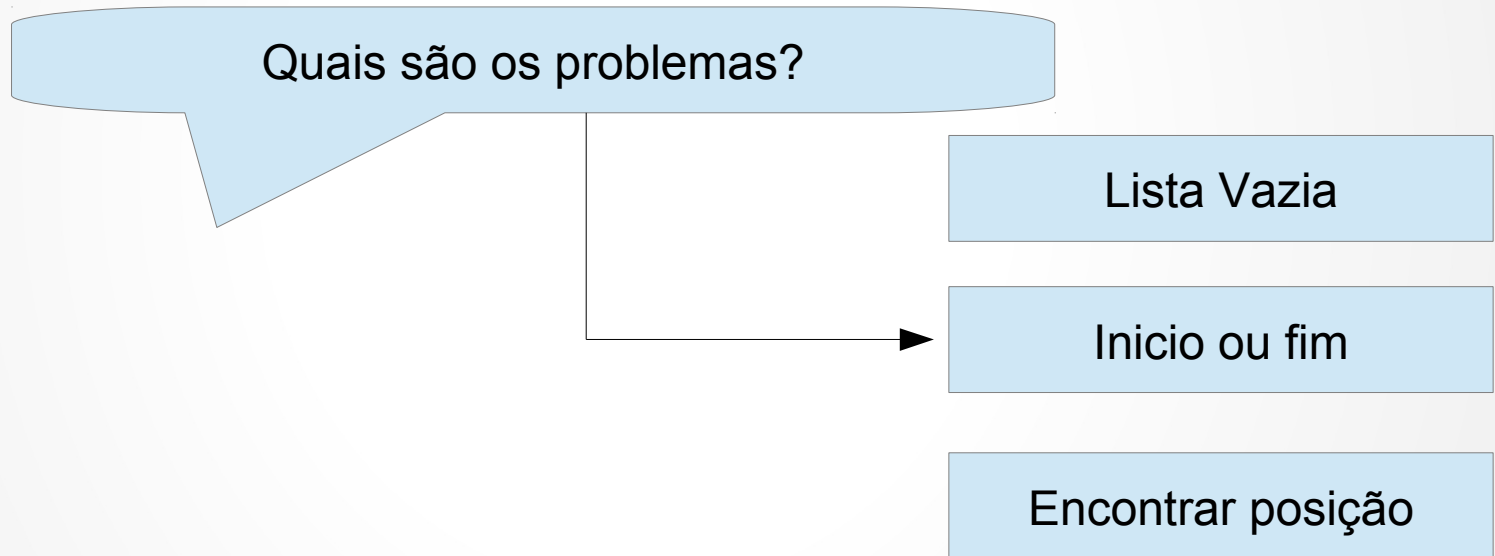 Quais são os problemas?
Lista Vazia
Inicio ou fim
Encontrar posição